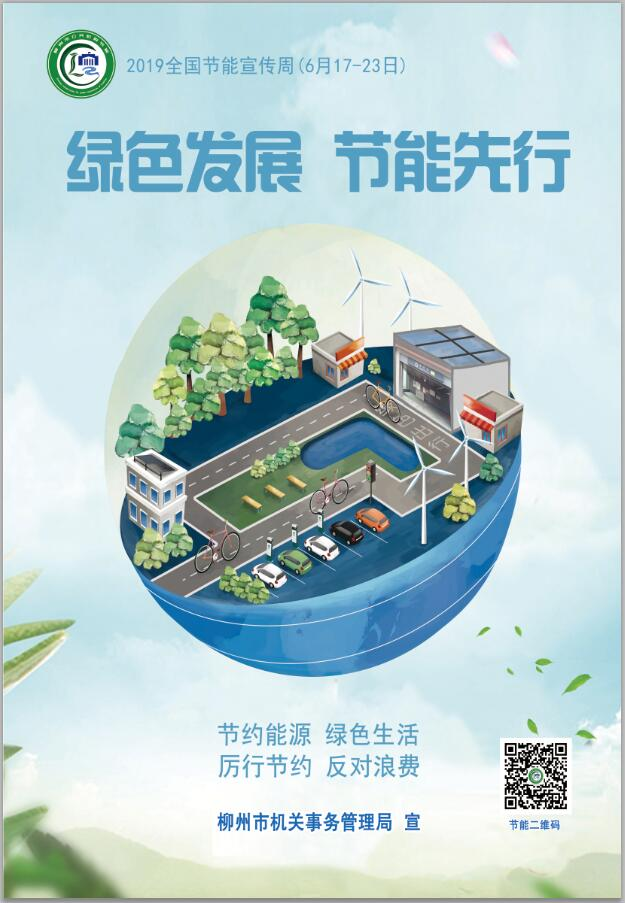 2019全国节能宣传周(6月17-23日)
绿色发展 节能先行
节约能源 绿色生活
厉行节约 反对浪费
柳州市机关事务管理局 宣
节能二维码